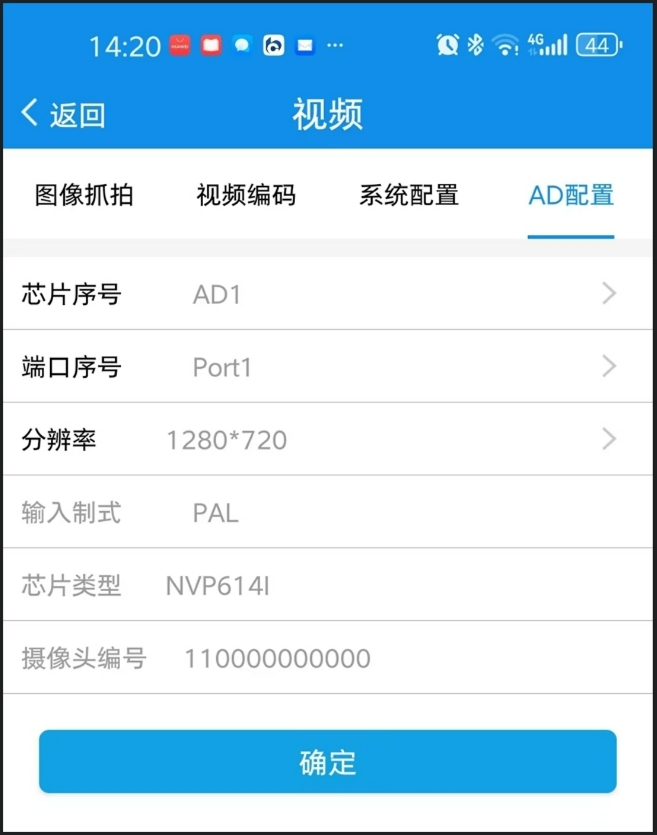 14:20 4G 44
返回 视频
图像抓拍 视频编码 系统配置 AD配置
芯片序号 AD1
端口序号 Port1
分辨率 1280*720
输入制式 PAL
芯片类型 NVP614I
摄像头编号 110000000000
确定